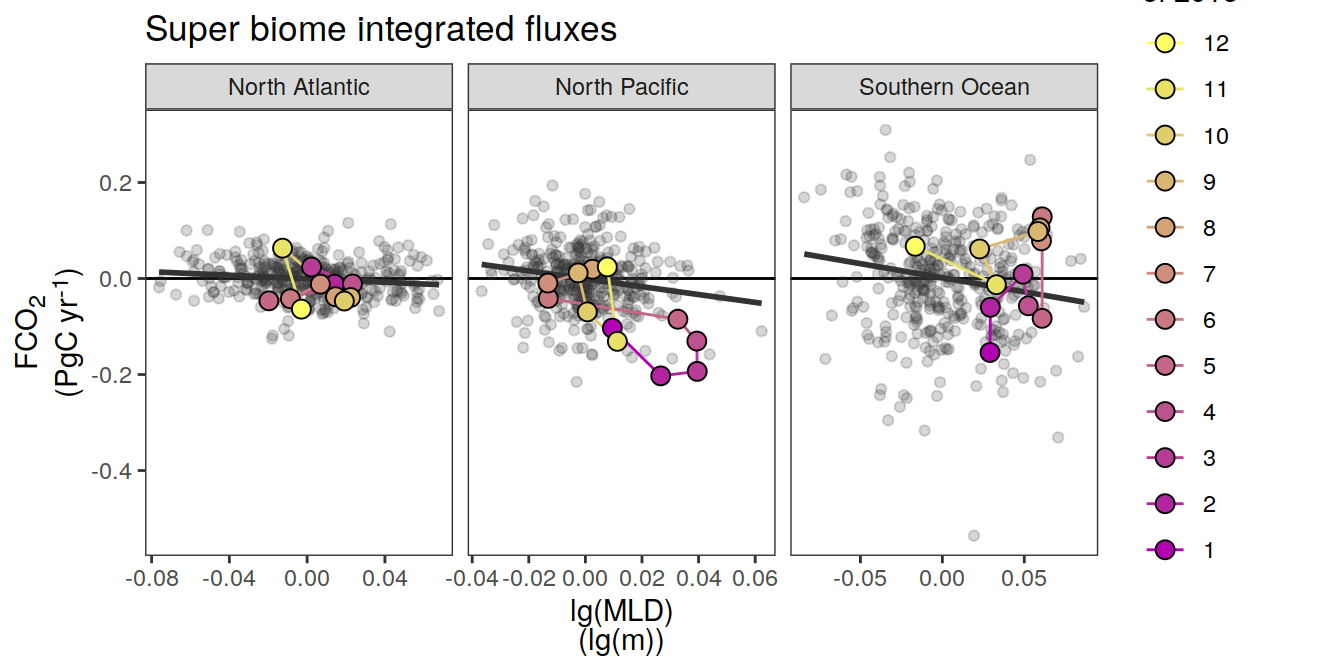 Super biome integrated fluxes
North Atlantic
North Pacific
Southern Ocean
0.2
0.0
-0.2
-0.4
FCO₂
(PgC yr⁻¹)
-0.08 -0.04 0.00 0.04
-0.04 -0.02 0.00 0.02 0.04 0.06
-0.05 0.00 0.05
lg(MLD)
(lg(m))
12
11
10
9
8
7
6
5
4
3
2
1